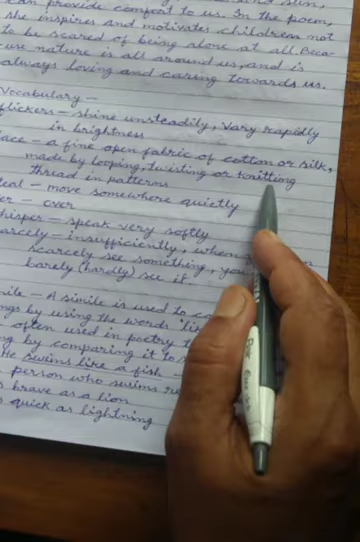 can provide comfort to us. In the poem,
she inspires and motivates children not
to be scared of being alone at all. Beca-
use nature is all around us, and is
always loving and caring towards us.
Vocabulary –
flickers – shine unsteadily, vary rapidly
in brightness
lace – a fine open fabric of cotton or silk,
made by looping, twisting or knitting
thread in patterns
steal – move somewhere quietly
er – over
whisper – speak very softly
scarcely – insufficiently, when
scarcely see something, you
barely (hardly) see it.
simile – A simile is used to
things by using the words
often used in poetry
by comparing it to
He swims like a fish –
person who swims
brave as a lion
quick as lightning